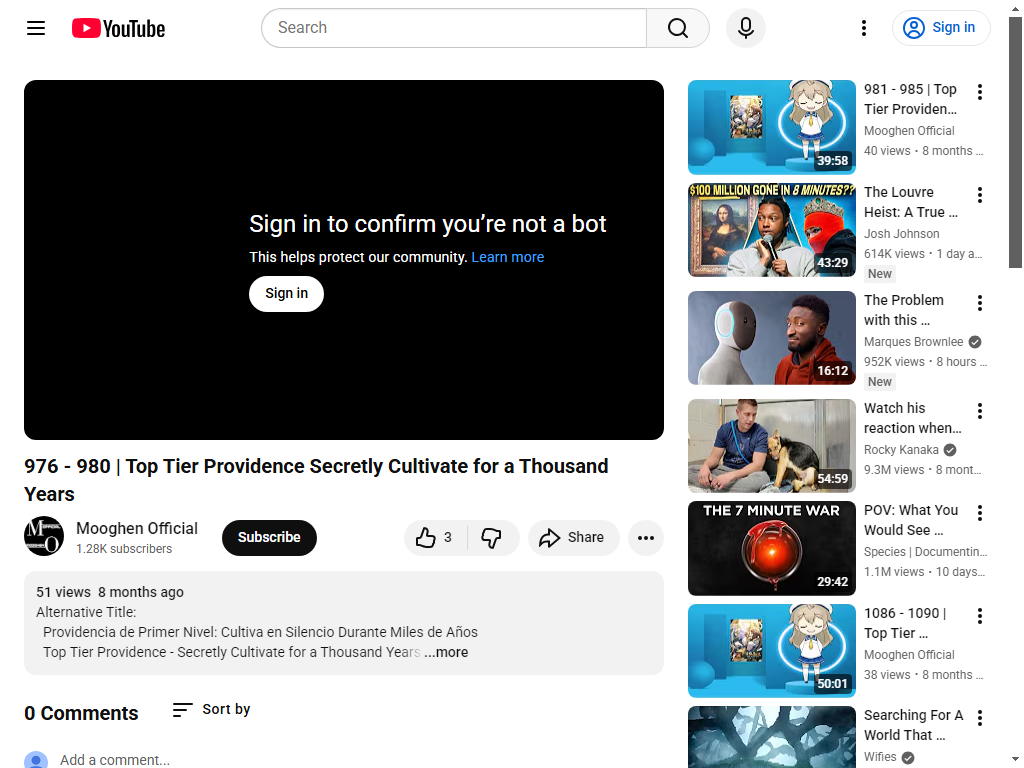 YouTube
Search
Sign in
Sign in to confirm you’re not a bot
This helps protect our community. Learn more
Sign in
976 - 980 | Top Tier Providence Secretly Cultivate for a Thousand
Years
Mooghen Official
1.28K subscribers
Subscribe
3
Share
51 views 8 months ago
Alternative Title:
Providencia de Primer Nivel: Cultiva en Silencio Durante Miles de Años
Top Tier Providence - Secretly Cultivate for a Thousand Years ...more
0 Comments
Sort by
Add a comment...
39:58
981 - 985 | Top
Tier Providen...
Mooghen Official
40 views • 8 months ...
$100 MILLION GONE IN 8 MINUTES??
43:29
The Louvre
Heist: A True ...
Josh Johnson
614K views • 1 day a...
New
16:12
The Problem
with this ...
Marques Brownlee
952K views • 8 hours ...
New
54:59
Watch his
reaction when...
Rocky Kanaka
9.3M views • 8 mont...
THE 7 MINUTE WAR
29:42
POV: What You
Would See ...
Species | Documentin...
1.1M views • 10 days...
50:01
1086 - 1090 |
Top Tier ...
Mooghen Official
38 views • 8 months ...
Searching For A
World That ...
Wifies